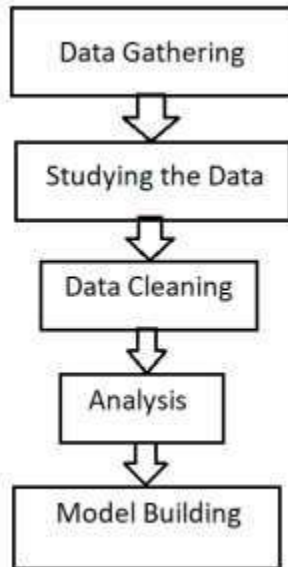 Data Gathering
Studying the Data
Data Cleaning
Analysis
Model Building